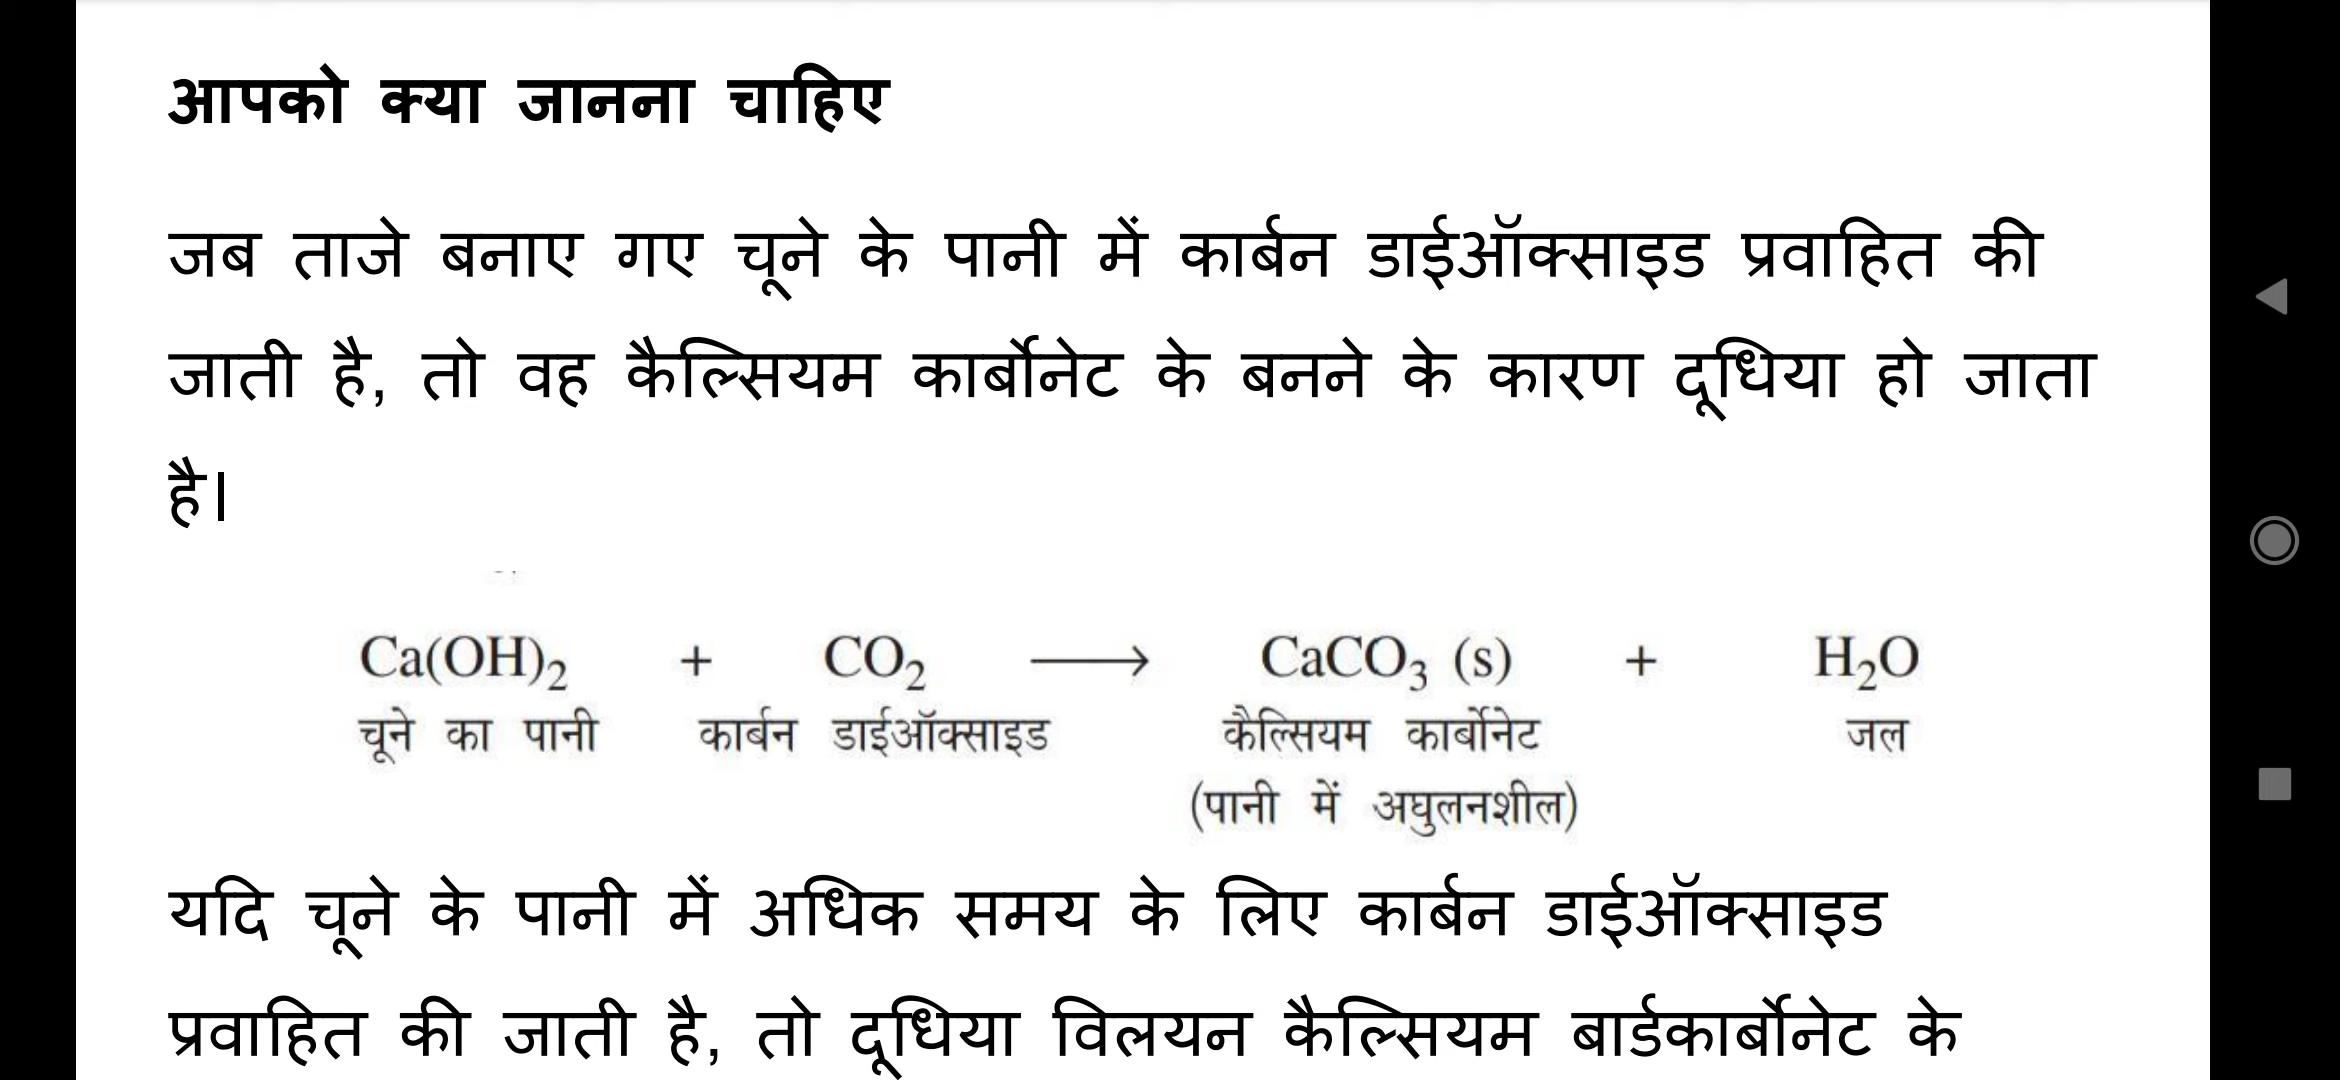 आपको क्या जानना चाहिए
जब ताजे बनाए गए चूने के पानी में कार्बन डाईऑक्साइड प्रवाहित की
जाती है, तो वह कैल्सियम कार्बोनेट के बनने के कारण दूधिया हो जाता
है।
Ca(OH)₂ + CO₂ ⟶ CaCO₃ (s) + H₂O
चूने का पानी कार्बन डाईऑक्साइड कैल्सियम कार्बोनेट जल
(पानी में अघुलनशील)
यदि चूने के पानी में अधिक समय के लिए कार्बन डाईऑक्साइड
प्रवाहित की जाती है, तो दूधिया विलयन कैल्सियम बार्डकार्बोनेट के